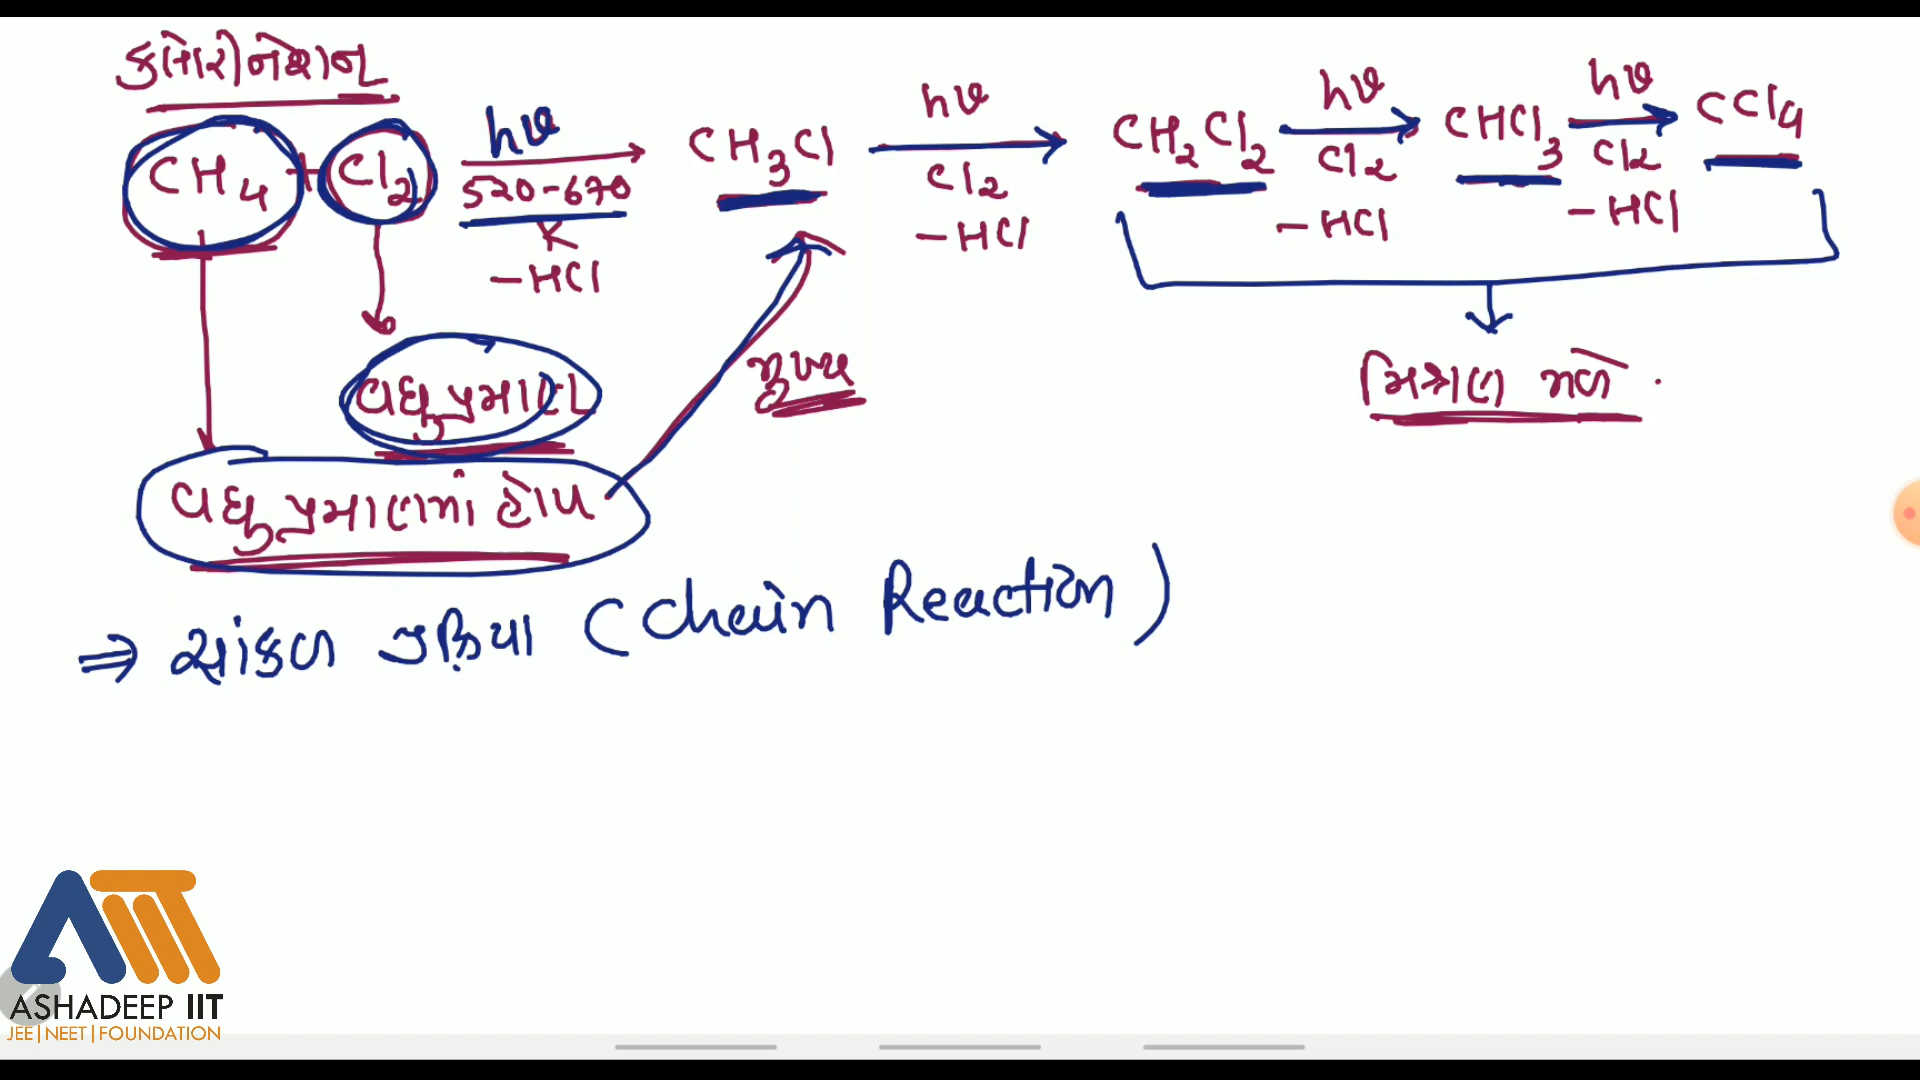 ક્લોરોનેશન
CH4 + Cl2 hν 520-670 K -HCl CH3Cl hν Cl2 -HCl CH2Cl2 hν Cl2 -HCl CHCl3 hν Cl2 -HCl CCl4
વધુ પ્રમાણ
મુખ્ય
મિશ્રણ મળે.
વધુ પ્રમાણમાં હોય
⇒ સાંકળ પ્રક્રિયા (Chain Reaction)
ASHADEEP IIT
JEE|NEET|FOUNDATION